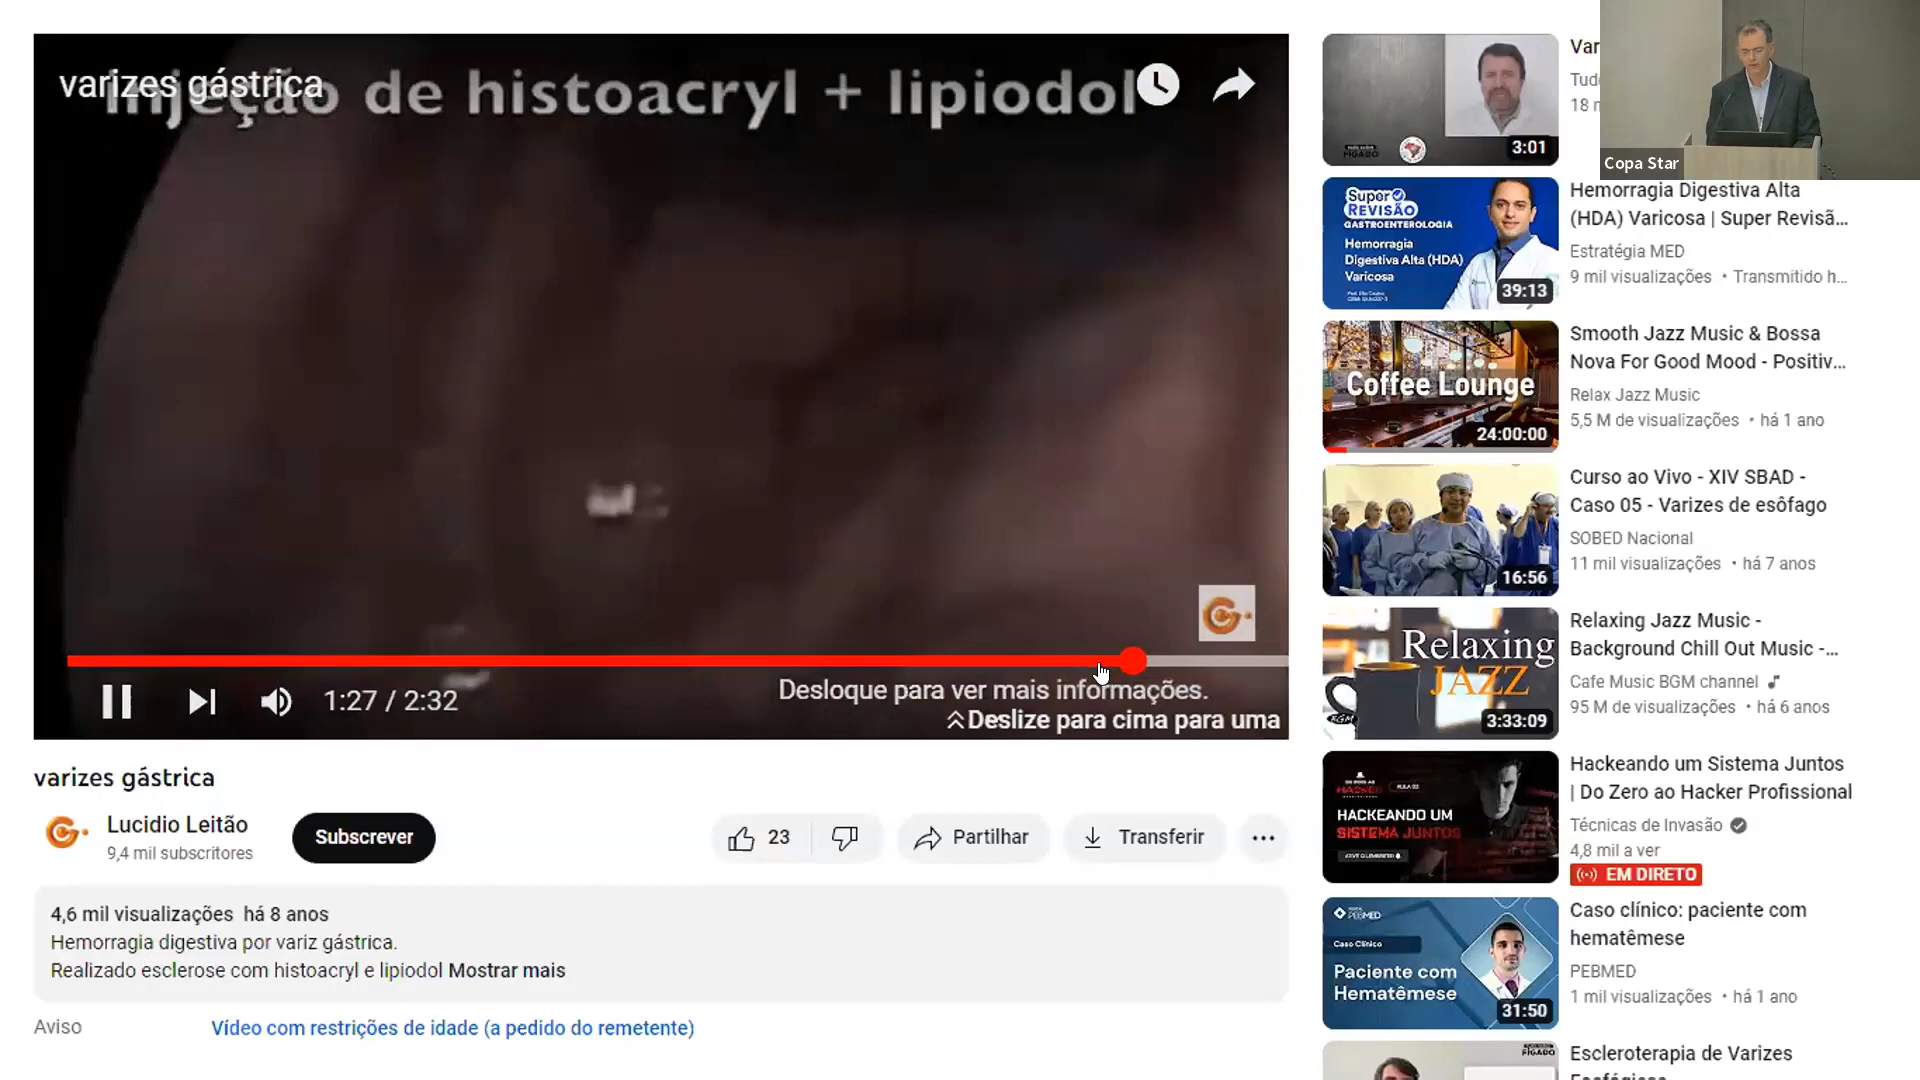 varizes gástrica
Injeção de histoacryl + lipiodol
1:27 / 2:32
Desloque para ver mais informações.
Deslize para cima para uma
varizes gástrica
Lucidio Leitão
9,4 mil subscritores
Subscrever
23
Partilhar
Transferir
4,6 mil visualizações há 8 anos
Hemorragia digestiva por variz gástrica.
Realizado esclerose com histoacryl e lipiodol Mostrar mais
Aviso
Vídeo com restrições de idade (a pedido do remetente)
FÍGADO
3:01
Var
Tud
18 m
Copa Star
Super
REVISÃO
GASTROENTEROLOGIA
Hemorragia
Digestiva Alta (HDA)
Varicosa
39:13
Hemorragia Digestiva Alta
(HDA) Varicosa | Super Revisã...
Estratégia MED
9 mil visualizações • Transmitido h...
Coffee Lounge
24:00:00
Smooth Jazz Music & Bossa
Nova For Good Mood - Positiv...
Relax Jazz Music
5,5 M de visualizações • há 1 ano
16:56
Curso ao Vivo - XIV SBAD -
Caso 05 - Varizes de esôfago
SOBED Nacional
11 mil visualizações • há 7 anos
Relaxing
JAZZ
BGM
3:33:09
Relaxing Jazz Music -
Background Chill Out Music -...
Cafe Music BGM channel
95 M de visualizações • há 6 anos
HACKER
AULA 02
HACKEANDO UM
SISTEMA JUNTOS
Hackeando um Sistema Juntos
| Do Zero ao Hacker Profissional
Técnicas de Invasão
4,8 mil a ver
EM DIRETO
PEBMED
Caso Clínico
Paciente com
Hematêmese
31:50
Caso clínico: paciente com
hematêmese
PEBMED
1 mil visualizações • há 1 ano
FÍGADO
Escleroterapia de Varizes